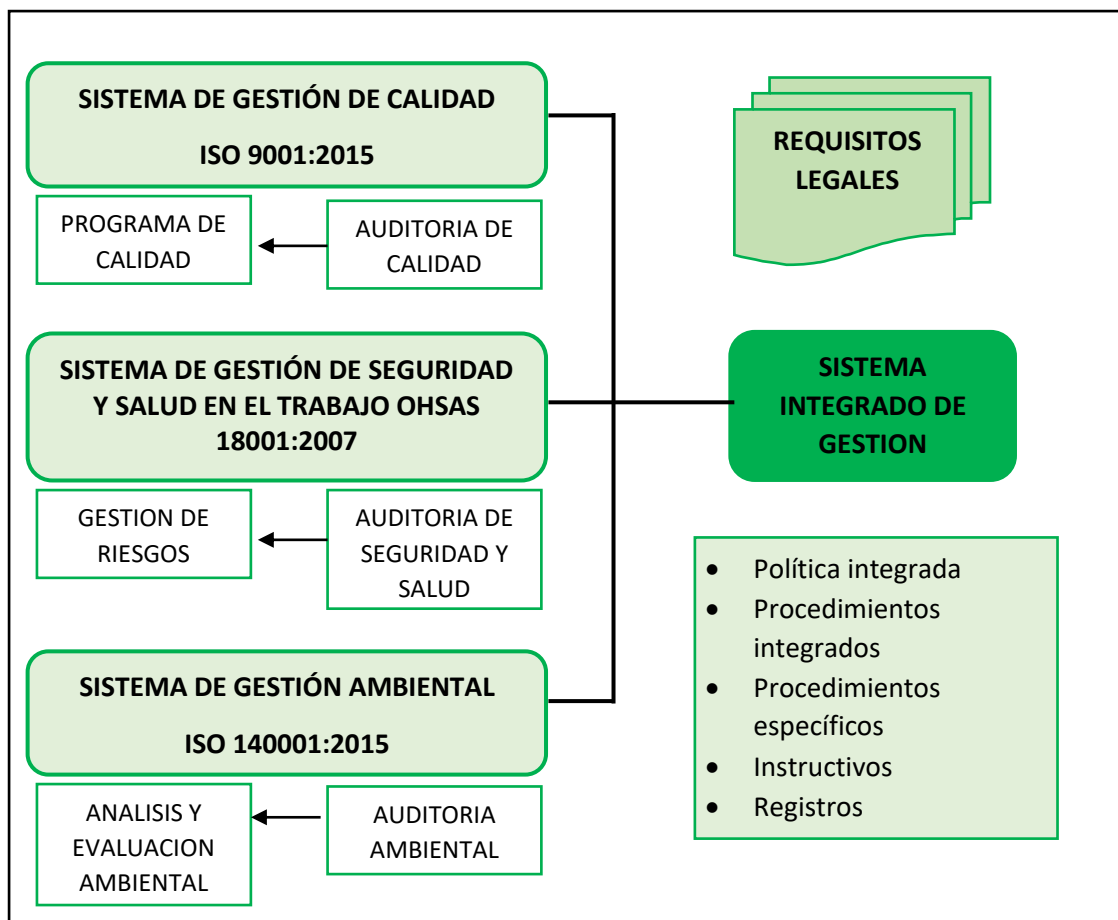 SISTEMA DE GESTIÓN DE CALIDAD
ISO 9001:2015
PROGRAMA DE
CALIDAD
AUDITORIA DE
CALIDAD
SISTEMA DE GESTIÓN DE SEGURIDAD
Y SALUD EN EL TRABAJO OHSAS
18001:2007
GESTION DE
RIESGOS
AUDITORIA DE
SEGURIDAD Y
SALUD
SISTEMA DE GESTIÓN AMBIENTAL
ISO 140001:2015
ANALISIS Y
EVALUACION
AMBIENTAL
AUDITORIA
AMBIENTAL
REQUISITOS
LEGALES
SISTEMA
INTEGRADO DE
GESTION
• Política integrada
• Procedimientos
integrados
• Procedimientos
específicos
• Instructivos
• Registros